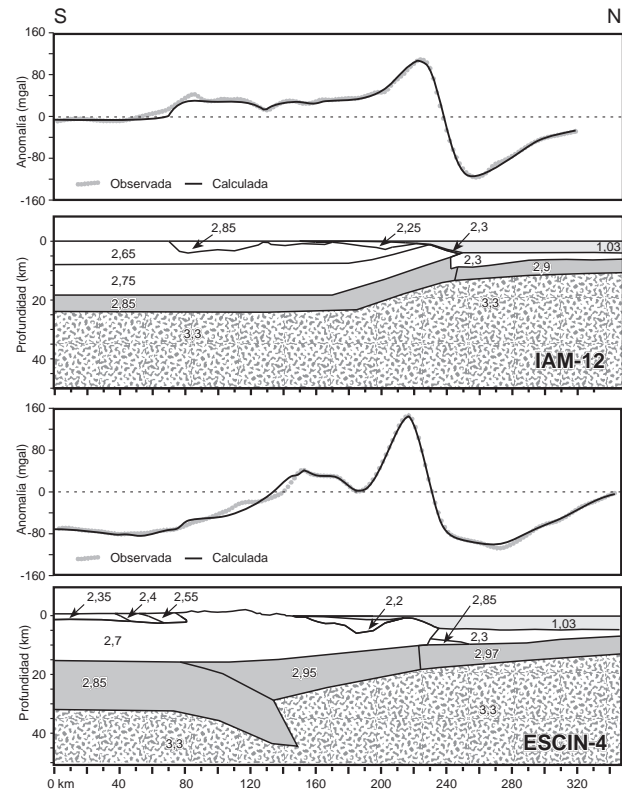 S N
160
80
0
-80
-160
Anomalía (mgal)
Observada Calculada
2,85 2,25 2,3
0
20
40
Profundidad (km)
2,65 1,03
2,3
2,75 2,9
2,85
3.3 3.3
IAM-12
160
80
0
-80
-160
Anomalía (mgal)
Observada Calculada
2,35 2,4 2,55 2,2 2,85
0
20
40
Profundidad (km)
1,03
2,7 2,3
2,97
2,85 2,95
3.3 3.3
ESCIN-4
0 km 40 80 130 140 160 200 240 280 320